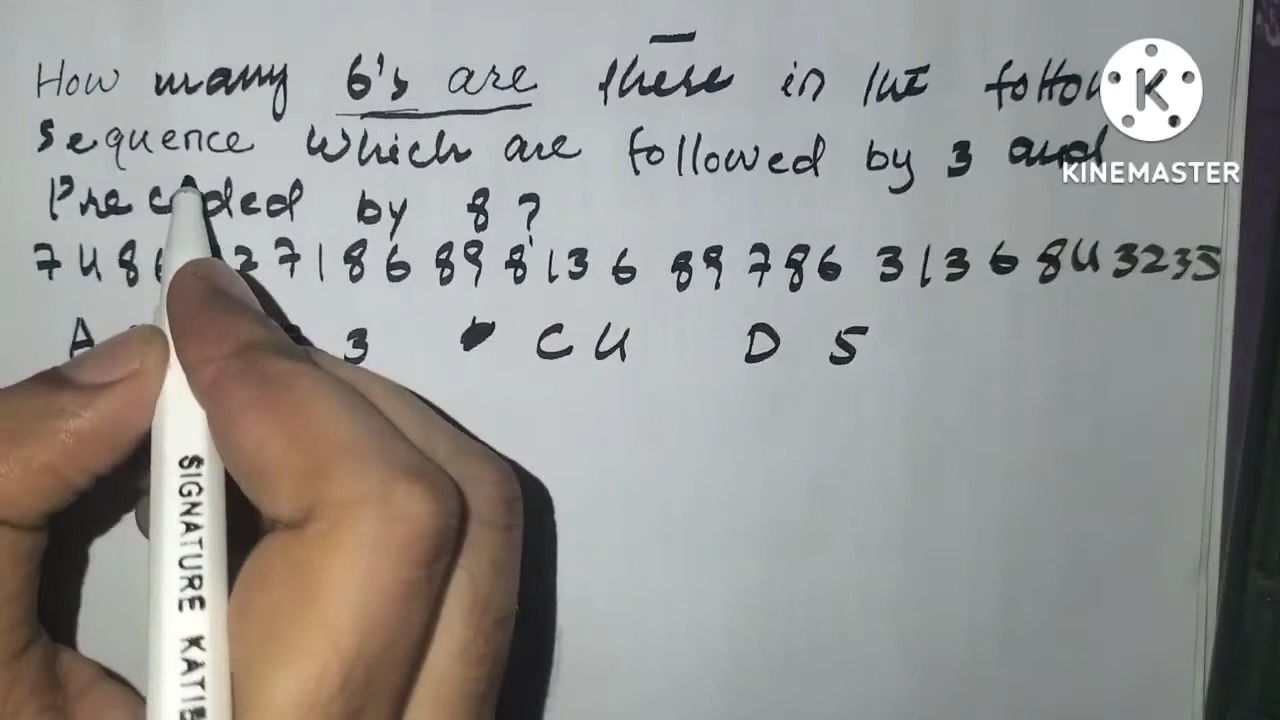 How many 6's are these in the follow
Sequence Which are followed by 3 and
Preceded by 8 ?
7 4 8 6 2 7 1 8 6 8 9 8 1 3 6 8 9 7 8 6 3 1 3 6 8 4 3 2 3 5
A 3 C 4 D 5
K
KINEMASTER
SIGNATURE KATIE